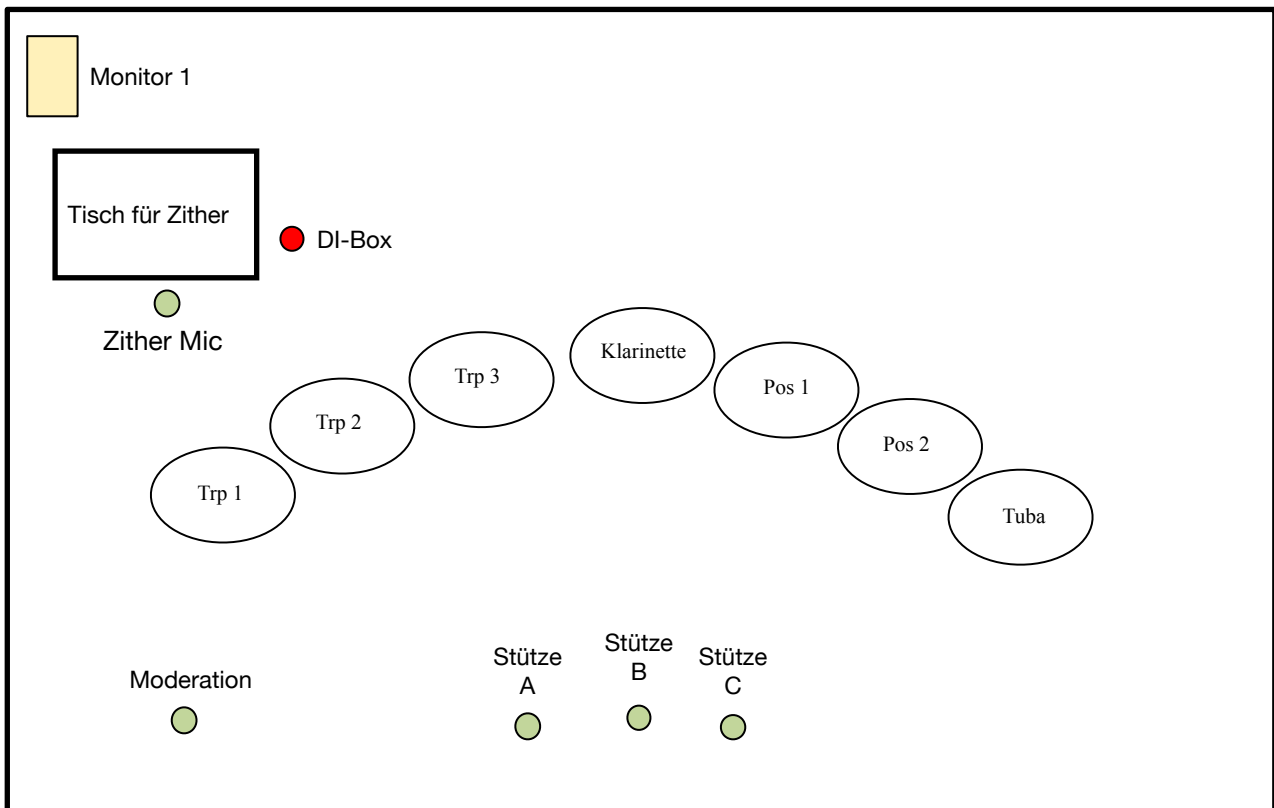 Monitor 1
Tisch für Zither
DI-Box
Zither Mic
Klarinette
Trp 3
Pos 1
Trp 2
Pos 2
Trp 1
Tuba
Moderation
Stütze
A
Stütze
B
Stütze
C